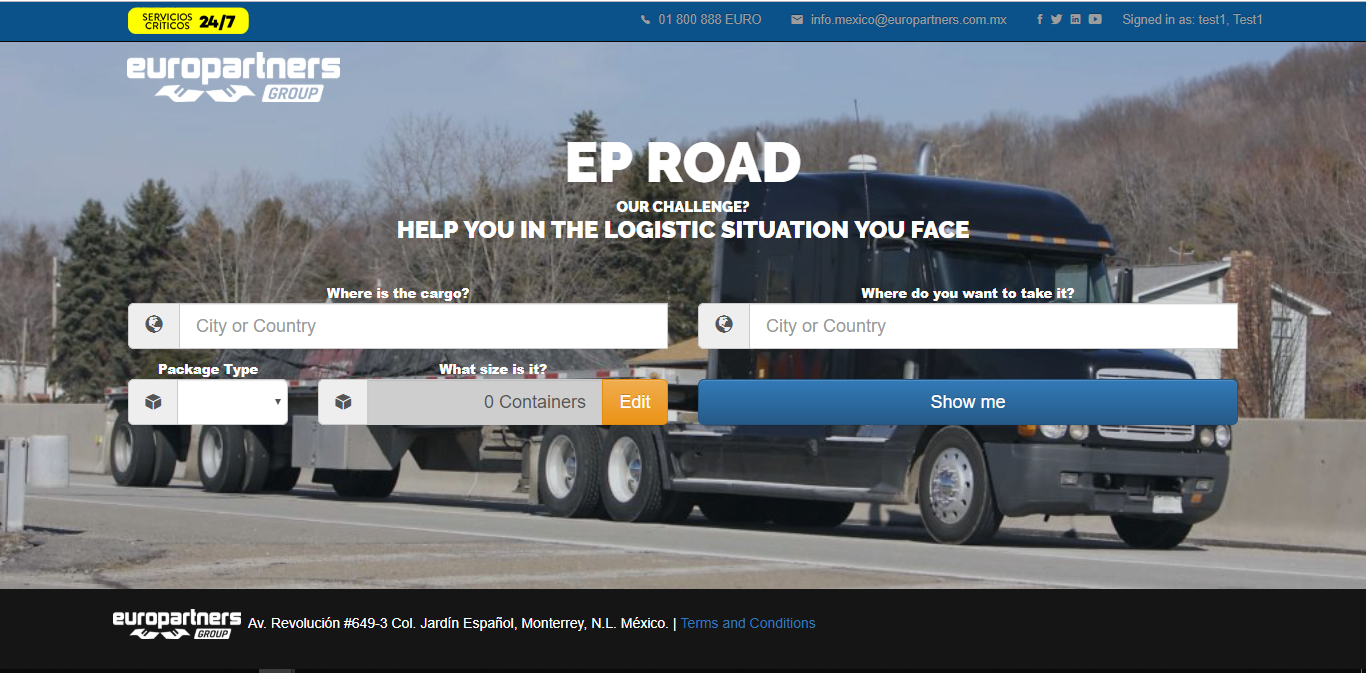 SERVICIOS CRÍTICOS 24/7
01 800 888 EURO
info.mexico@europartners.com.mx
Signed in as: test1, Test1
europartners
GROUP
EP ROAD
OUR CHALLENGE?
HELP YOU IN THE LOGISTIC SITUATION YOU FACE
Where is the cargo?
Where do you want to take it?
City or Country
City or Country
Package Type
What size is it?
0 Containers
Edit
Show me
europartners
GROUP
Av. Revolución #649-3 Col. Jardín Español, Monterrey, N.L. México. | Terms and Conditions